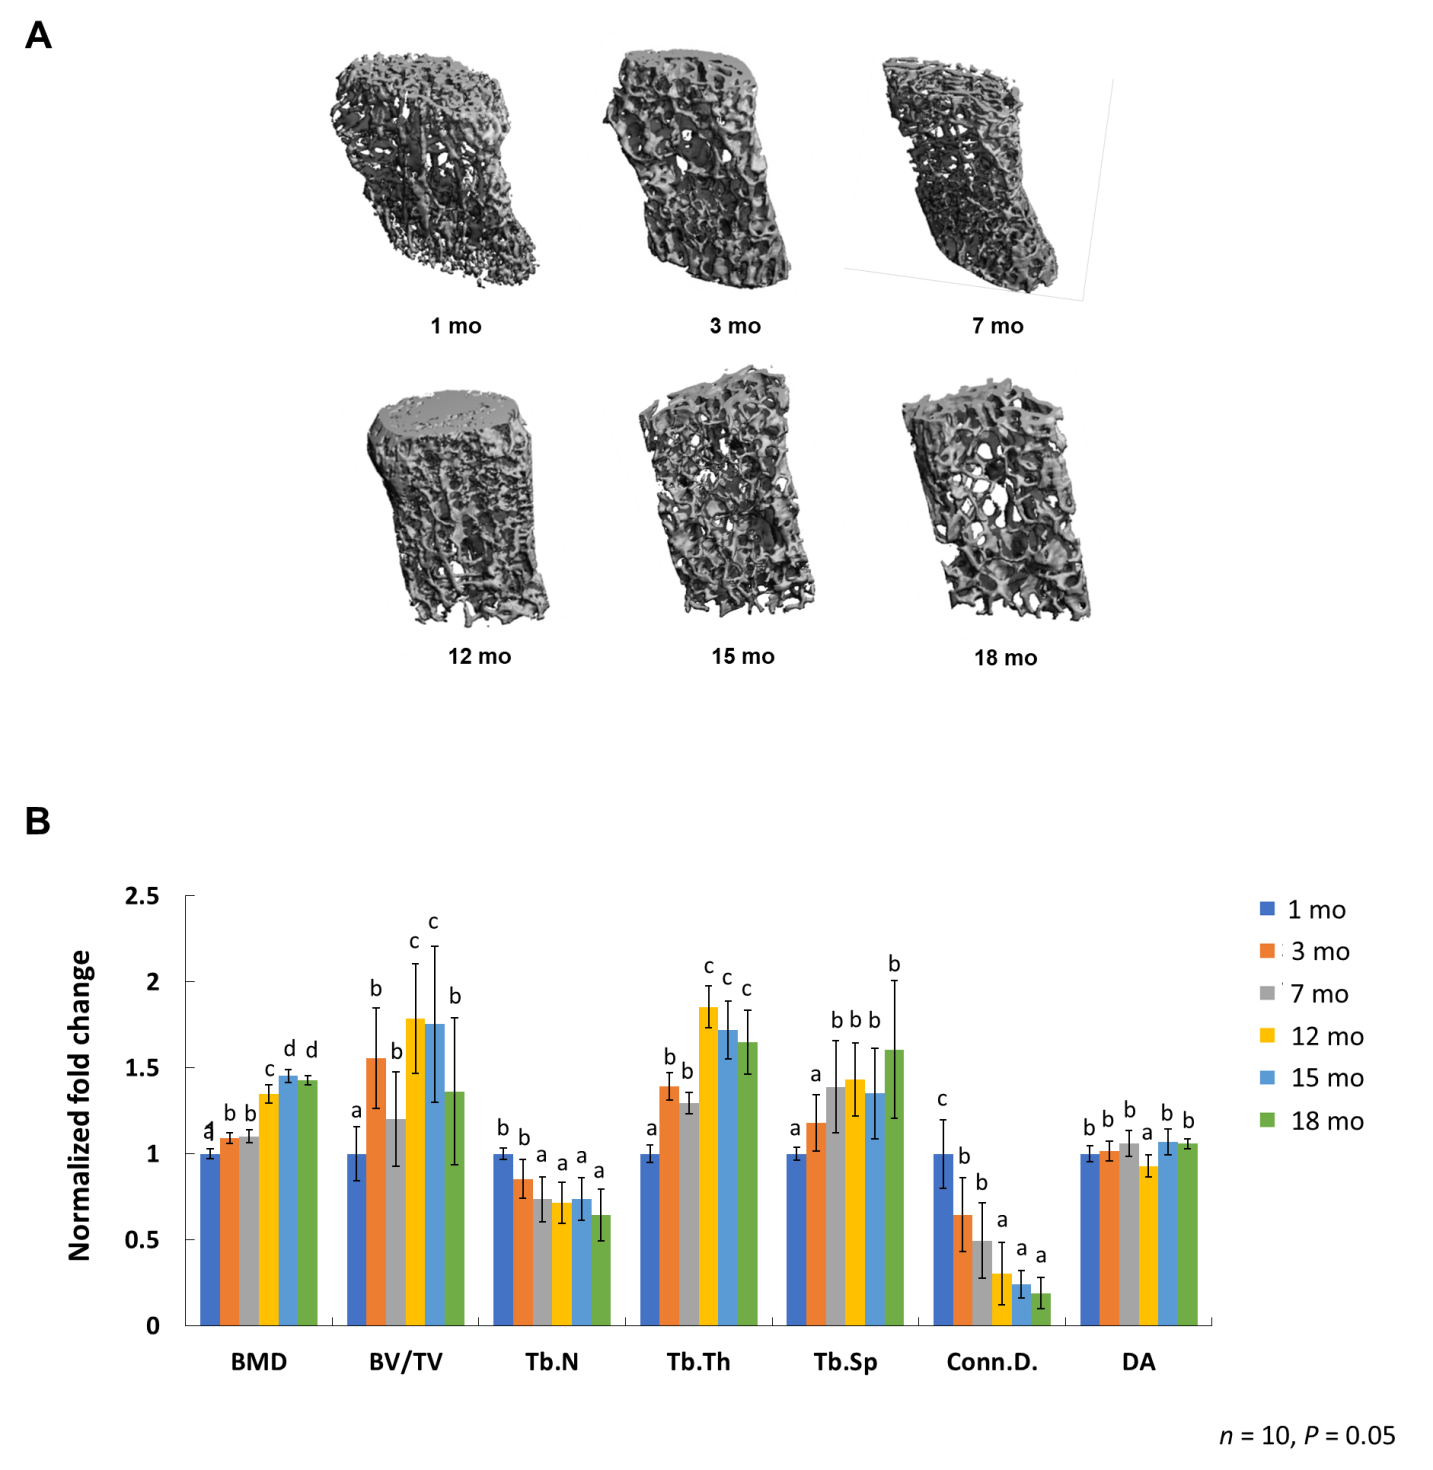 A
1 mo
3 mo
7 mo
12 mo
15 mo
18 mo
B
Normalized fold change
2.5
2
1.5
1
0.5
0
a b b c d d
a b b c c b
b b a a a a
a b b c c c
a a b b b b
c b b a a a
b b b a b b
BMD BV/TV Tb.N Tb.Th Tb.Sp Conn.D. DA
1 mo
3 mo
7 mo
12 mo
15 mo
18 mo
n = 10, P = 0.05